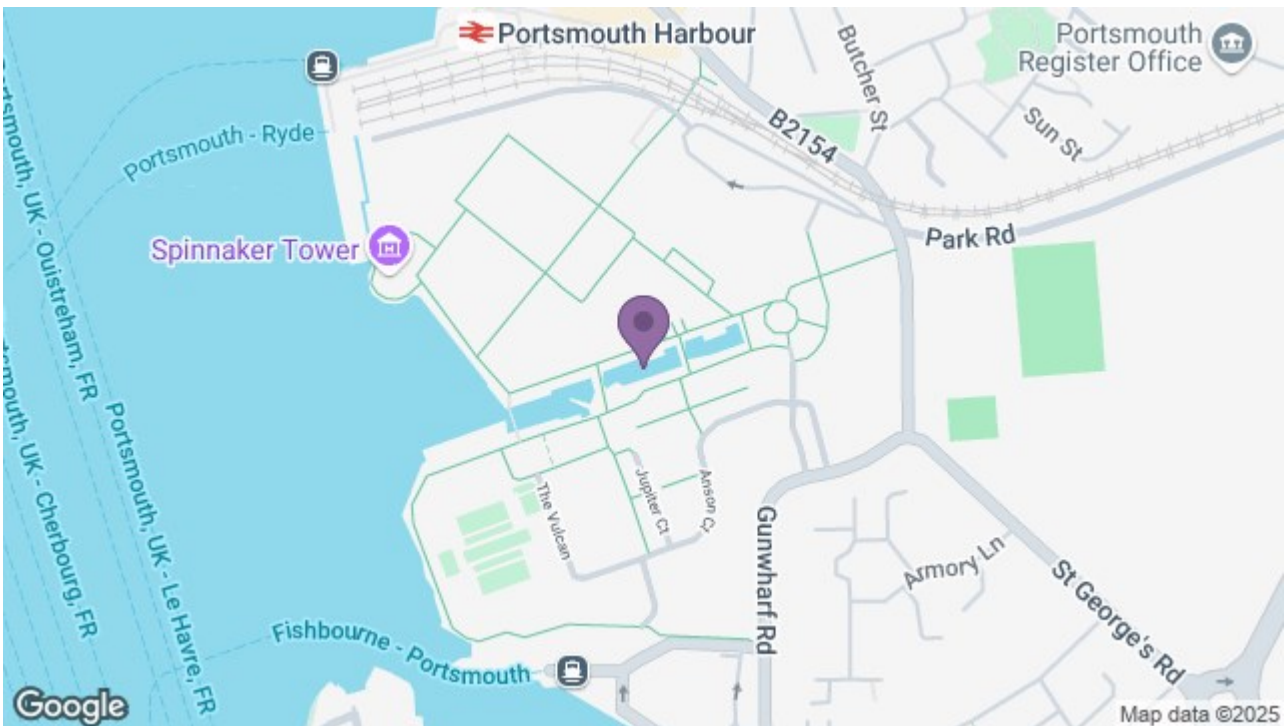 Portsmouth Harbour
Portsmouth
Register Office
Butcher St
Sun St
B2154
Portsmouth - Ryde
Park Rd
Spinnaker Tower
Portsmouth, UK - Ouistreham, FR
Portsmouth, UK - Le Havre, FR
UK - Cherbourg, FR
The Vulcan
Jupiter Ct
Anson Ct
Gunwharf Rd
Armory Ln
St George's Rd
Fishbourne - Portsmouth
Google
Map data ©2025